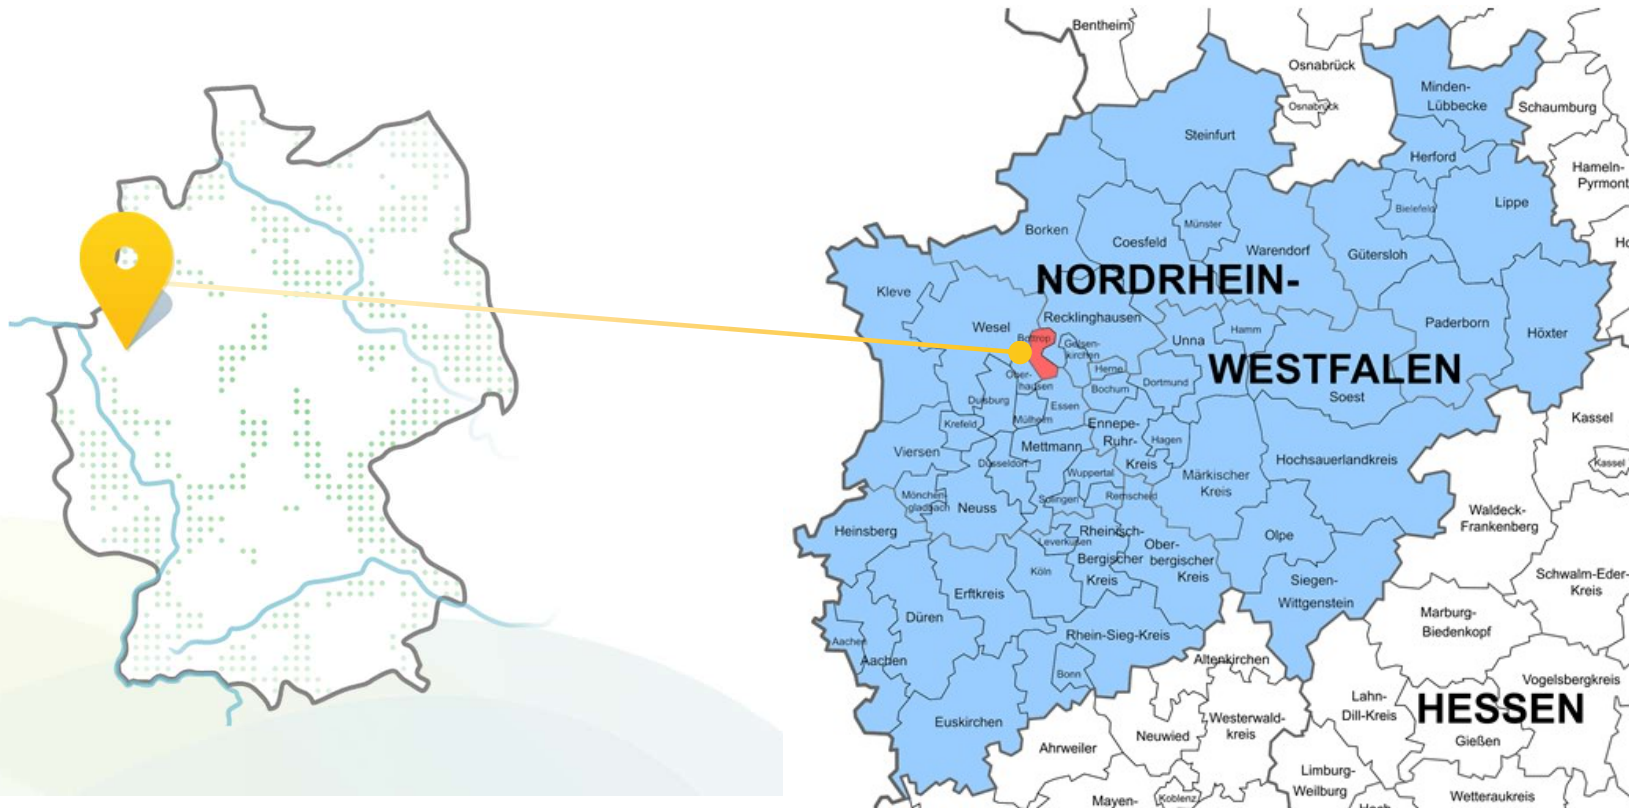 Bentheim
Osnabrück
Osnabrück
Minden-
Lübbecke
Schaumburg
Steinfurt
Herford
Hameln-
Pyrmont
Bielefeld
Lippe
Borken
Münster
Coesfeld
Warendorf
Gütersloh
NORDRHEIN-
Kleve
Recklinghausen
Wesel
Bottrop
Gelsen-
kirchen
Unna
Hamm
Paderborn
Höxter
WESTFALEN
Herne
Ober-
hausen
Bochum
Dortmund
Soest
Duisburg
Essen
Mülheim
Krefeld
Ennepe-
Ruhr-
Kreis
Hagen
Kassel
Kassel
Viersen
Mettmann
Düsseldorf
Wuppertal
Märkischer
Kreis
Hochsauerlandkreis
Mönchen-
gladbach
Neuss
Solingen
Remscheid
Waldeck-
Frankenberg
Heinsberg
Rheinisch-
Bergischer
Kreis
Leverkusen
Ober-
bergischer
Kreis
Olpe
Köln
Erftkreis
Siegen-
Wittgenstein
Schwalm-Eder-
Kreis
Düren
Marburg-
Biedenkopf
Aachen
Aachen
Rhein-Sieg-Kreis
Bonn
Altenkirchen
Vogelsbergkreis
Lahn-
Dill-Kreis
HESSEN
Euskirchen
Ahrweiler
Neuwied
Westerwald-
kreis
Gießen
Limburg-
Weilburg
Mayen-
Koblenz
Wetteraukreis